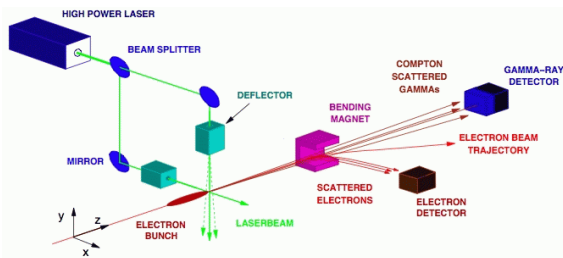 HIGH POWER LASER
BEAM SPLITTER
DEFLECTOR
MIRROR
BENDING
MAGNET
COMPTON
SCATTERED
GAMMAs
GAMMA-RAY
DETECTOR
ELECTRON BEAM
TRAJECTORY
SCATTERED
ELECTRONS
ELECTRON
DETECTOR
LASERBEAM
ELECTRON
BUNCH
y
z
x